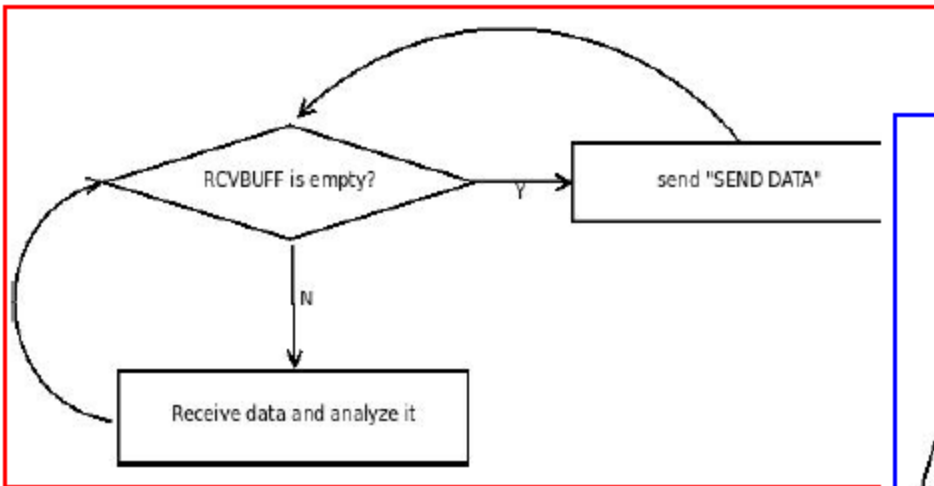 RCVBUFF is empty?
Y
send "SEND DATA"
N
Receive data and analyze it